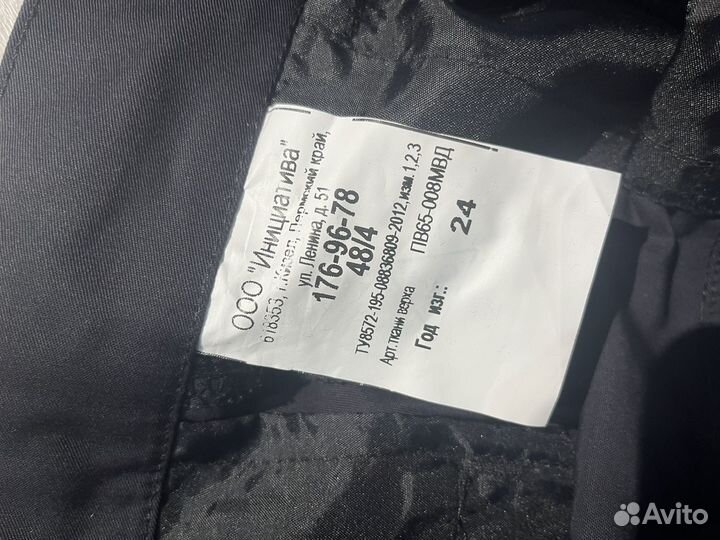 ООО "Инициатива"
618353, г.Кизел, Пермский край,
ул. Ленина, д. 51
176-96-78
48/4
ТУ8572-195-08836809-2012,изм.1,2,3
Арт.ткани верха ПВ65-008МВД
Год изг.: 24
Avito